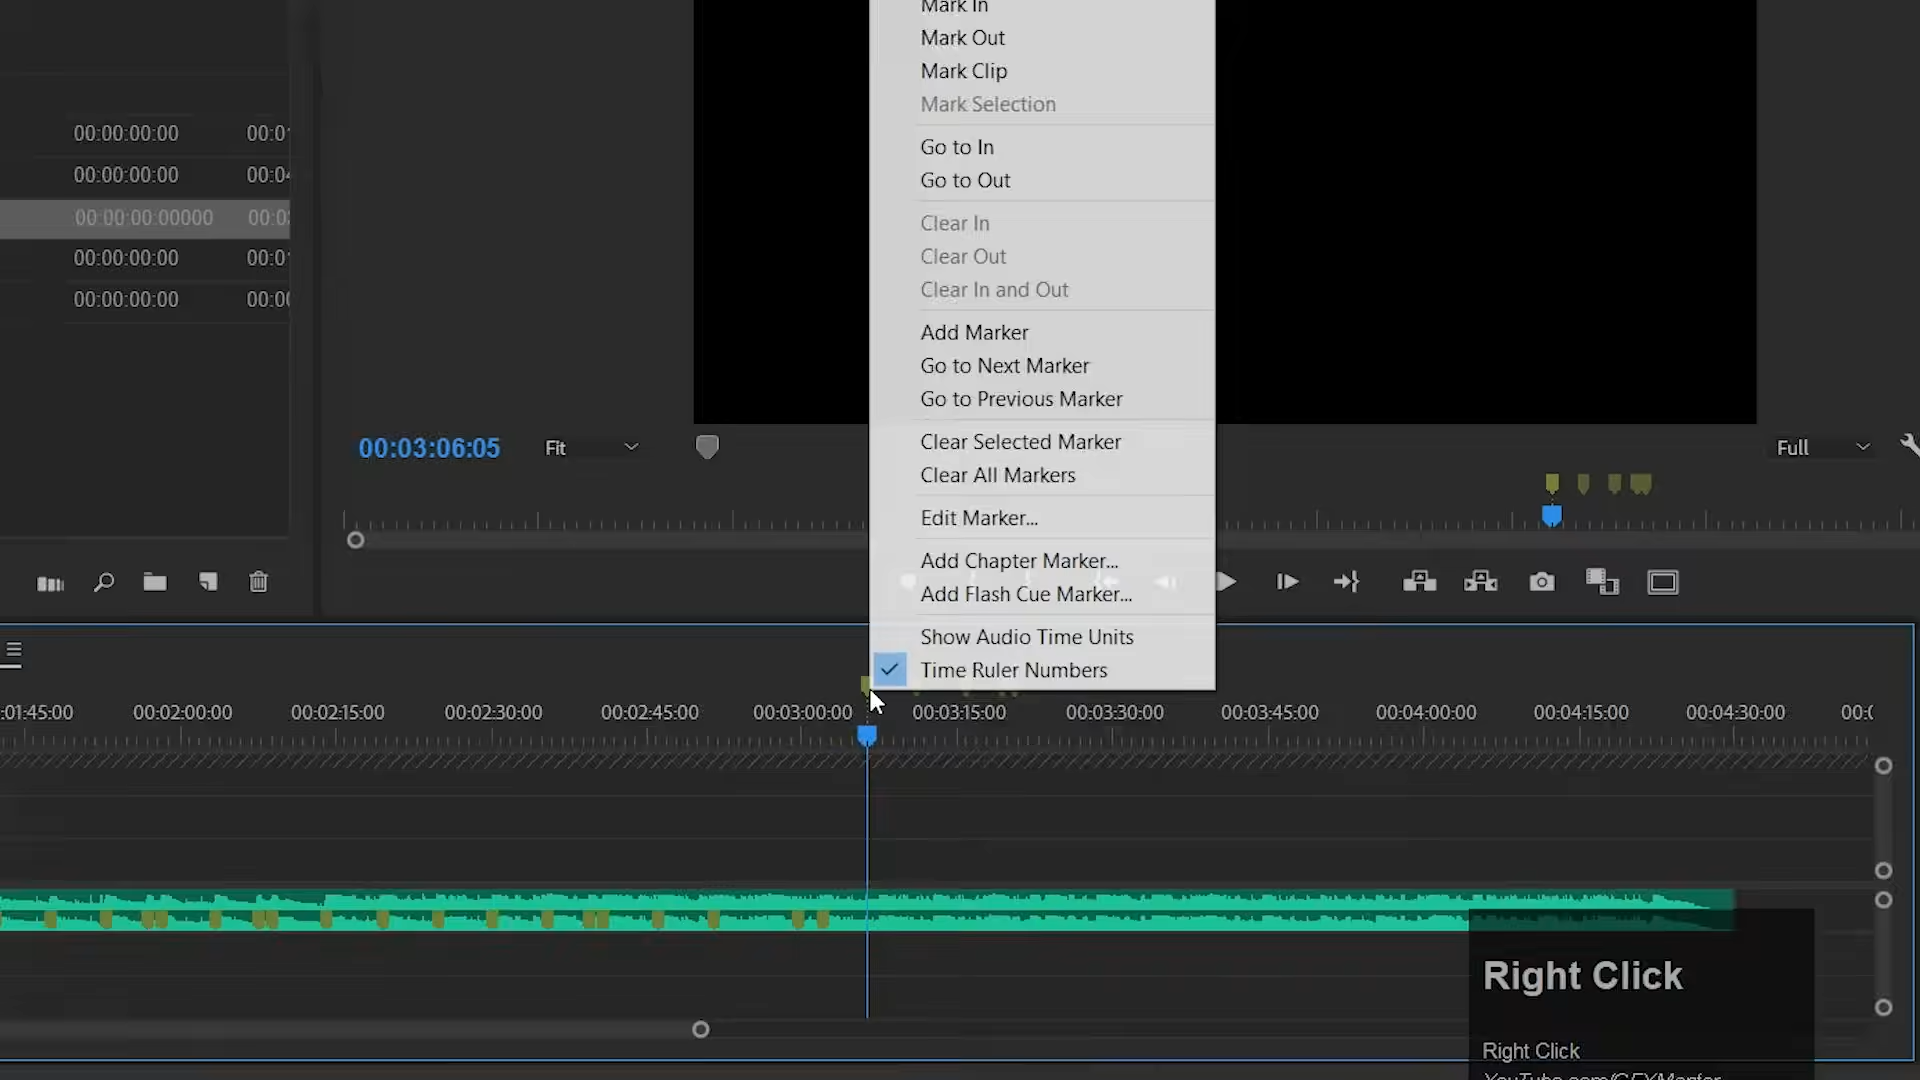 Mark In
Mark Out
Mark Clip
Mark Selection
Go to In
Go to Out
Clear In
Clear Out
Clear In and Out
Add Marker
Go to Next Marker
Go to Previous Marker
Clear Selected Marker
Clear All Markers
Edit Marker...
Add Chapter Marker...
Add Flash Cue Marker...
Show Audio Time Units
Time Ruler Numbers
00:00:00:00 00:01
00:00:00:00 00:04
00:00:00:00000
00:00:00:00 00:01
00:00:00:00
00:03:06:05 Fit Full
:01:45:00 00:02:00:00 00:02:15:00 00:02:30:00 00:02:45:00 00:03:00:00 00:03:15:00 00:03:30:00 00:03:45:00 00:04:00:00 00:04:15:00 00:04:30:00
Right Click
Right Click